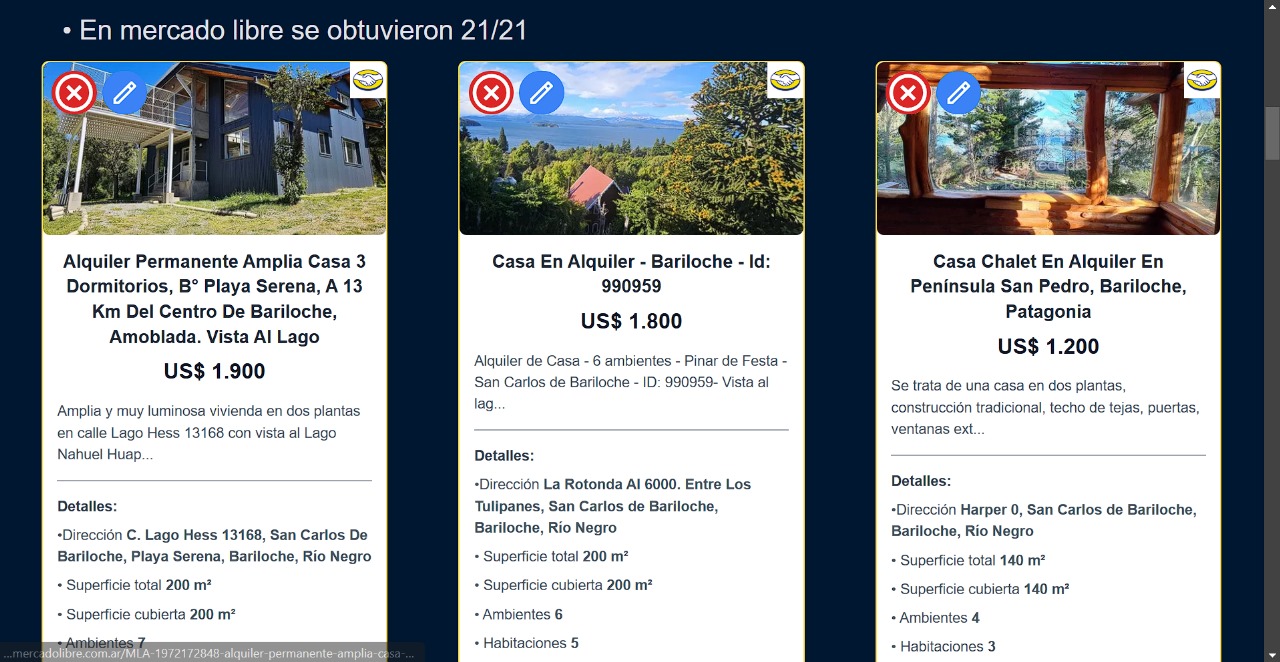 • En mercado libre se obtuvieron 21/21
Alquiler Permanente Amplia Casa 3
Dormitorios, B° Playa Serena, A 13
Km Del Centro De Bariloche,
Amoblada. Vista Al Lago
US$ 1.900
Amplia y muy luminosa vivienda en dos plantas
en calle Lago Hess 13168 con vista al Lago
Nahuel Huap...
Detalles:
•Dirección C. Lago Hess 13168, San Carlos De
Bariloche, Playa Serena, Bariloche, Río Negro
• Superficie total 200 m²
• Superficie cubierta 200 m²
• Ambientes 7
Casa En Alquiler - Bariloche - Id:
990959
US$ 1.800
Alquiler de Casa - 6 ambientes - Pinar de Festa -
San Carlos de Bariloche - ID: 990959- Vista al
lag...
Detalles:
•Dirección La Rotonda Al 6000. Entre Los
Tulipanes, San Carlos de Bariloche,
Bariloche, Río Negro
• Superficie total 200 m²
• Superficie cubierta 200 m²
• Ambientes 6
• Habitaciones 5
Casa Chalet En Alquiler En
Península San Pedro, Bariloche,
Patagonia
US$ 1.200
Se trata de una casa en dos plantas,
construcción tradicional, techo de tejas, puertas,
ventanas ext...
Detalles:
•Dirección Harper 0, San Carlos de Bariloche,
Bariloche, Río Negro
• Superficie total 140 m²
• Superficie cubierta 140 m²
• Ambientes 4
• Habitaciones 3
...mercadolibre.com.ar/MLA-1972172848-alquiler-permanente-amplia-casa-...